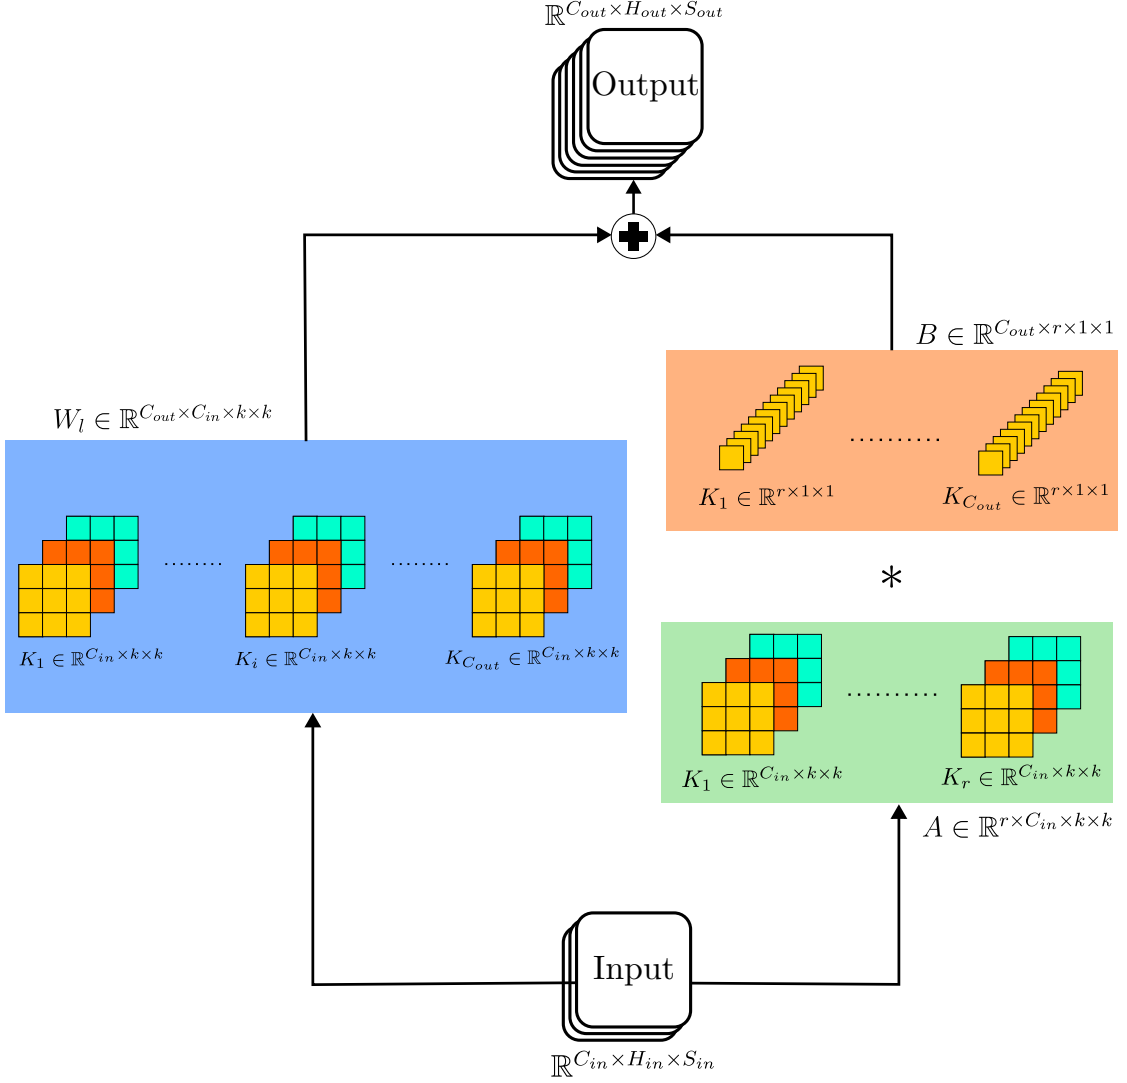 ℝ^{C_{out}×H_{out}×S_{out}}
Output
B ∈ ℝ^{C_{out}×r×1×1}
W_l ∈ ℝ^{C_{out}×C_{in}×k×k}
..........
K_1 ∈ ℝ^{r×1×1}
K_{C_{out}} ∈ ℝ^{r×1×1}
........
........
*
K_1 ∈ ℝ^{C_{in}×k×k}
K_i ∈ ℝ^{C_{in}×k×k}
K_{C_{out}} ∈ ℝ^{C_{in}×k×k}
..........
K_1 ∈ ℝ^{C_{in}×k×k}
K_r ∈ ℝ^{C_{in}×k×k}
A ∈ ℝ^{r×C_{in}×k×k}
Input
ℝ^{C_{in}×H_{in}×S_{in}}